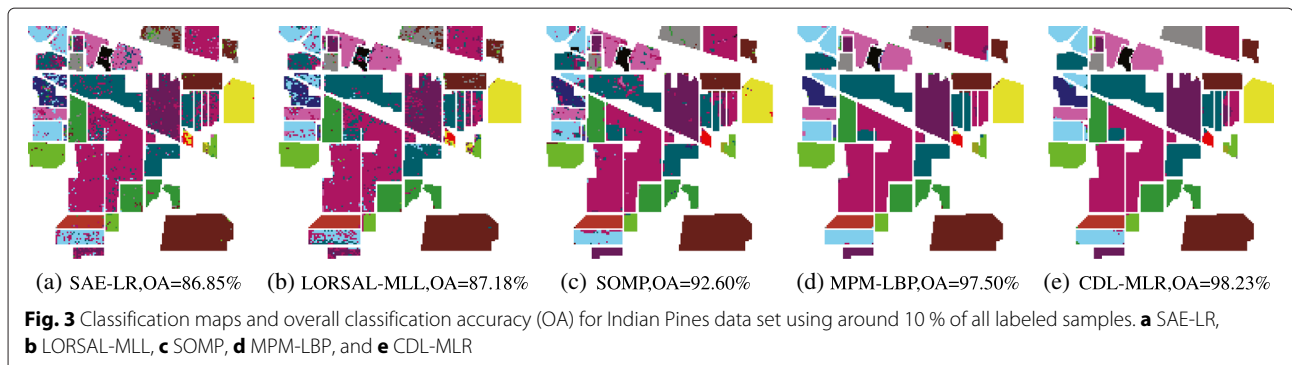 (a) SAE-LR,OA=86.85% (b) LORSAL-MLL,OA=87.18% (c) SOMP,OA=92.60% (d) MPM-LBP,OA=97.50% (e) CDL-MLR,OA=98.23%
Fig. 3 Classification maps and overall classification accuracy (OA) for Indian Pines data set using around 10 % of all labeled samples. a SAE-LR,
b LORSAL-MLL, c SOMP, d MPM-LBP, and e CDL-MLR